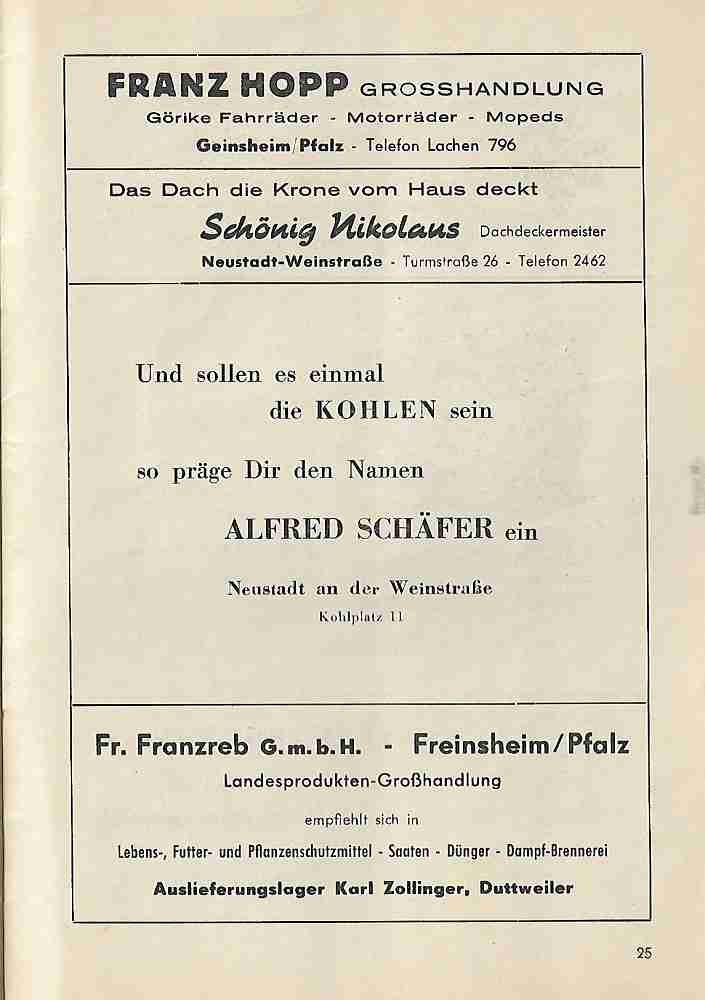 FRANZ HOPP GROSSHANDLUNG
Görike Fahrräder - Motorräder - Mopeds
Geinsheim/Pfalz - Telefon Lachen 796
Das Dach die Krone vom Haus deckt
Schönig Nikolaus Dachdeckermeister
Neustadt-Weinstraße - Turmstraße 26 - Telefon 2462
Und sollen es einmal
die KOHLEN sein
so präge Dir den Namen
ALFRED SCHÄFER ein
Neustadt an der Weinstraße
Kohlplatz 11
Fr. Franzreb G.m.b.H. - Freinsheim/Pfalz
Landesprodukten-Großhandlung
empfiehlt sich in
Lebens-, Futter- und Pflanzenschutzmittel - Saaten - Dünger - Dampf-Brennerei
Auslieferungslager Karl Zollinger, Duttweiler
25